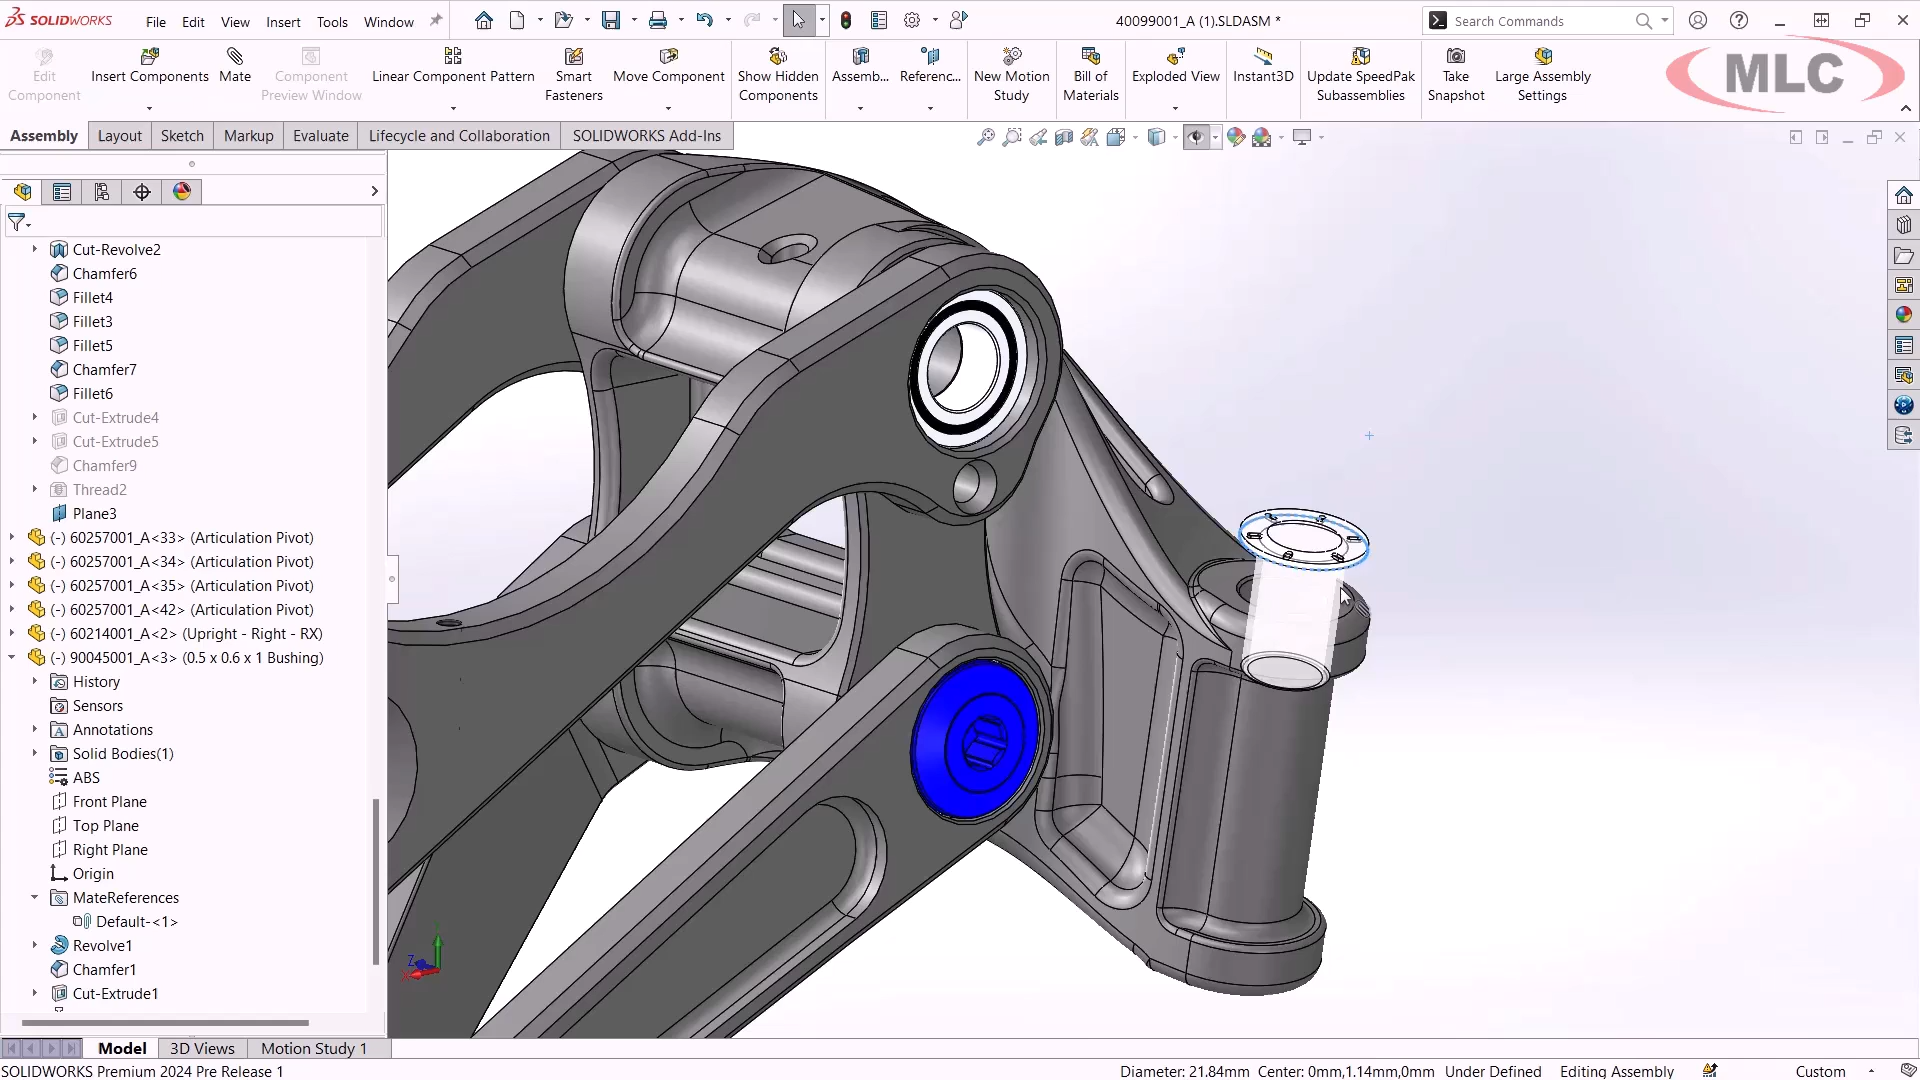 SOLIDWORKS
File Edit View Insert Tools Window
40099001_A (1).SLDASM *
Search Commands
Edit Component
Insert Components
Mate
Component Preview Window
Linear Component Pattern
Smart Fasteners
Move Component
Show Hidden Components
Assemb...
Referenc...
New Motion Study
Bill of Materials
Exploded View
Instant3D
Update SpeedPak Subassemblies
Take Snapshot
Large Assembly Settings
MLC
Assembly Layout Sketch Markup Evaluate Lifecycle and Collaboration SOLIDWORKS Add-Ins
Cut-Revolve2
Chamfer6
Fillet4
Fillet3
Fillet5
Chamfer7
Fillet6
Cut-Extrude4
Cut-Extrude5
Chamfer9
Thread2
Plane3
(-) 60257001_A<33> (Articulation Pivot)
(-) 60257001_A<34> (Articulation Pivot)
(-) 60257001_A<35> (Articulation Pivot)
(-) 60257001_A<42> (Articulation Pivot)
(-) 60214001_A<2> (Upright - Right - RX)
(-) 90045001_A<3> (0.5 x 0.6 x 1 Bushing)
History
Sensors
Annotations
Solid Bodies(1)
ABS
Front Plane
Top Plane
Right Plane
Origin
MateReferences
Default-<1>
Revolve1
Chamfer1
Cut-Extrude1
Z
Model 3D Views Motion Study 1
SOLIDWORKS Premium 2024 Pre Release 1
Diameter: 21.84mm Center: 0mm,1.14mm,0mm Under Defined Editing Assembly Custom